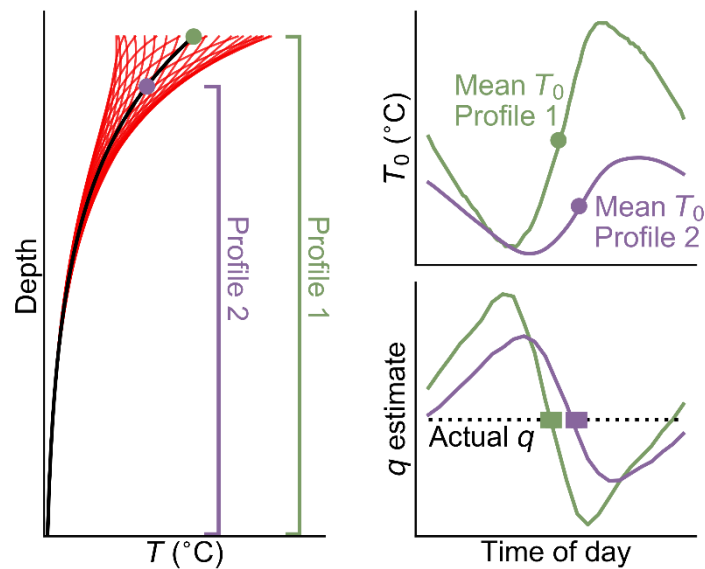 Depth
T (°C)
Profile 2
Profile 1
T₀ (°C)
Mean T₀
Profile 1
Mean T₀
Profile 2
q estimate
Actual q
Time of day